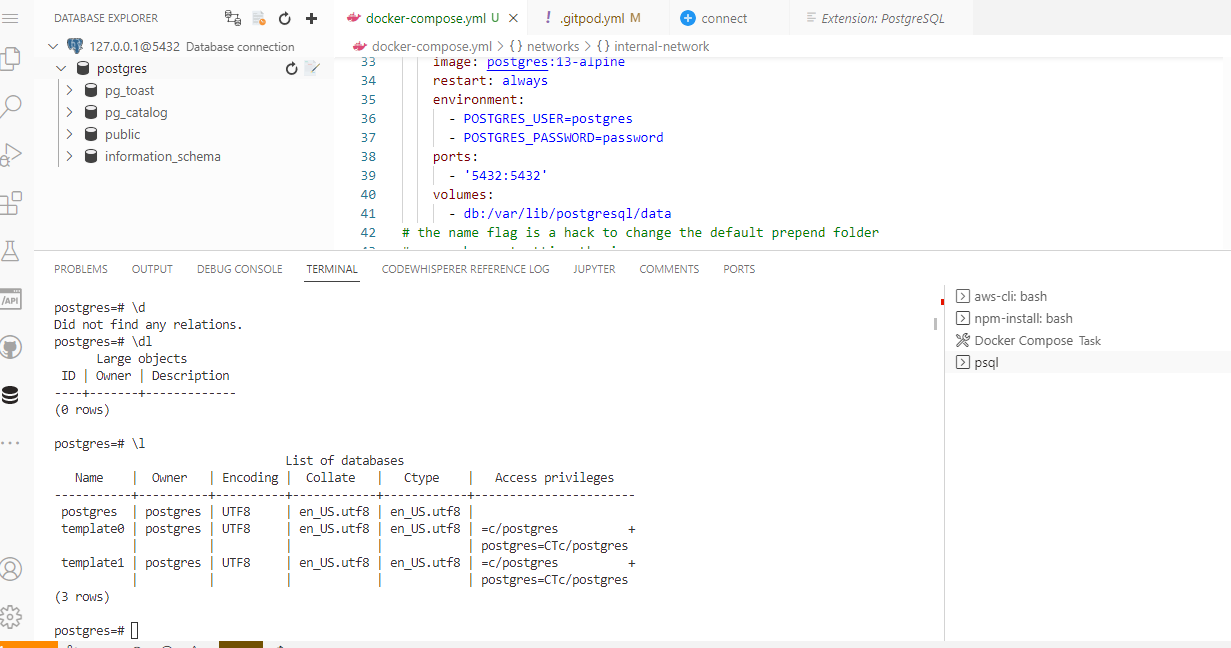 DATABASE EXPLORER
127.0.0.1@5432 Database connection
postgres
pg_toast
pg_catalog
public
information_schema
docker-compose.yml U
.gitpod.yml M
connect
Extension: PostgreSQL
docker-compose.yml > {} networks > {} internal-network
33 image: postgres:13-alpine
34 restart: always
35 environment:
36 - POSTGRES_USER=postgres
37 - POSTGRES_PASSWORD=password
38 ports:
39 - '5432:5432'
40 volumes:
41 - db:/var/lib/postgresql/data
42 # the name flag is a hack to change the default prepend folder
PROBLEMS OUTPUT DEBUG CONSOLE TERMINAL CODEWHISPERER REFERENCE LOG JUPYTER COMMENTS PORTS
postgres=# \d
Did not find any relations.
postgres=# \dl
Large objects
ID | Owner | Description
----+-------+-------------
(0 rows)
postgres=# \l
List of databases
Name | Owner | Encoding | Collate | Ctype | Access privileges
-----------+----------+----------+------------+------------+-----------------------
postgres | postgres | UTF8 | en_US.utf8 | en_US.utf8 |
template0 | postgres | UTF8 | en_US.utf8 | en_US.utf8 | =c/postgres +
| | | | | postgres=CTc/postgres
template1 | postgres | UTF8 | en_US.utf8 | en_US.utf8 | =c/postgres +
| | | | | postgres=CTc/postgres
(3 rows)
postgres=#
aws-cli: bash
npm-install: bash
Docker Compose Task
psql
/API